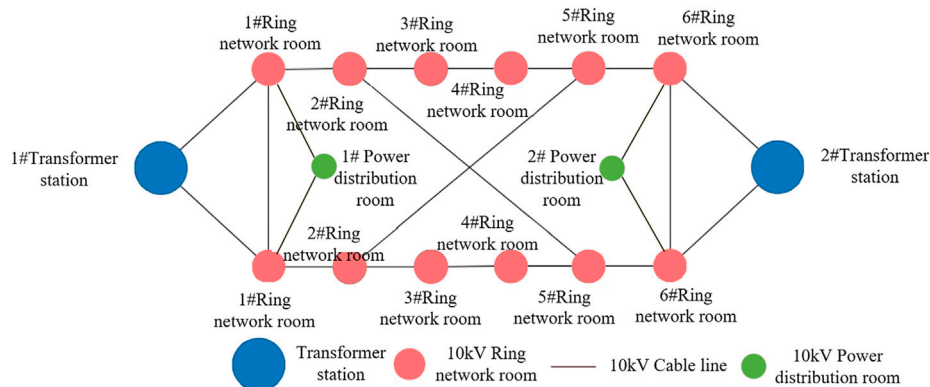 1#Ring
network room
3#Ring
network room
5#Ring
network room
6#Ring
network room
2#Ring
network room
4#Ring
network room
1#Transformer
station
1# Power
distribution
room
2# Power
distribution
room
2#Transformer
station
2#Ring
network room
4#Ring
network room
1#Ring
network room
3#Ring
network room
5#Ring
network room
6#Ring
network room
Transformer
station
10kV Ring
network room
10kV Cable line
10kV Power
distribution room